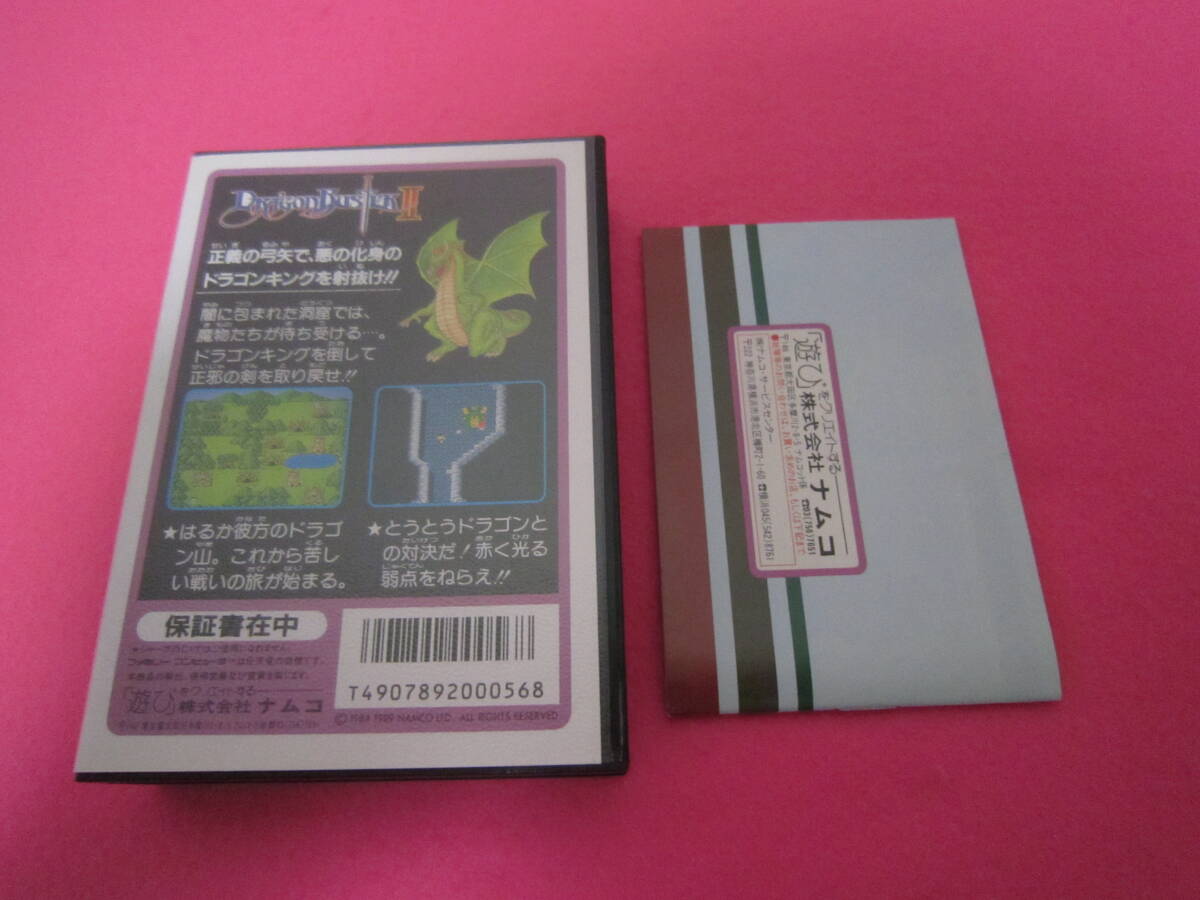 DRAGON BUSTER II
正義の弓矢で、悪の化身の
ドラゴンキングを射抜け!!
闇に包まれた洞窟では、
魔物たちが待ち受ける…。
ドラゴンキングを倒して
正邪の剣を取り戻せ!!
★はるか彼方のドラゴ
ン山。これから苦し
い戦いの旅が始まる。
★とうとうドラゴンと
の対決だ!赤く光る
弱点をねらえ!!
保証書在中
T4907892000568
「遊び」をクリエイトする
株式会社 ナムコ
NAMCO LTD. ALL RIGHTS RESERVED
「遊び」をクリエイトする
株式会社 ナムコ